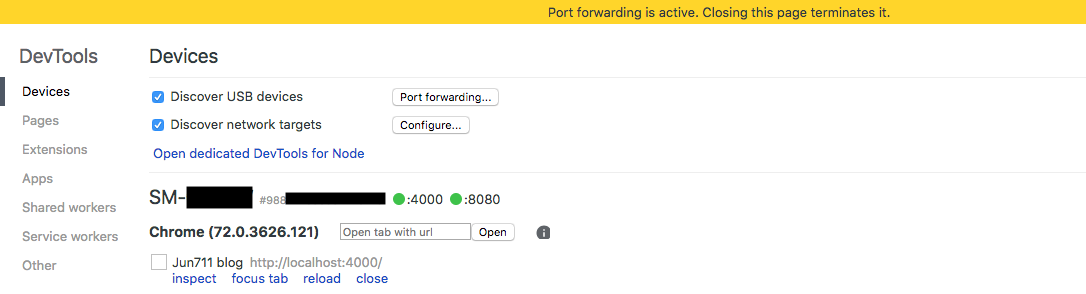 Port forwarding is active. Closing this page terminates it.
DevTools
Devices
Pages
Extensions
Apps
Shared workers
Service workers
Other
Devices
Discover USB devices Port forwarding...
Discover network targets Configure...
Open dedicated DevTools for Node
SM- #988 :4000 :8080
Chrome (72.0.3626.121) Open tab with url Open
Jun711 blog http://localhost:4000/
inspect focus tab reload close